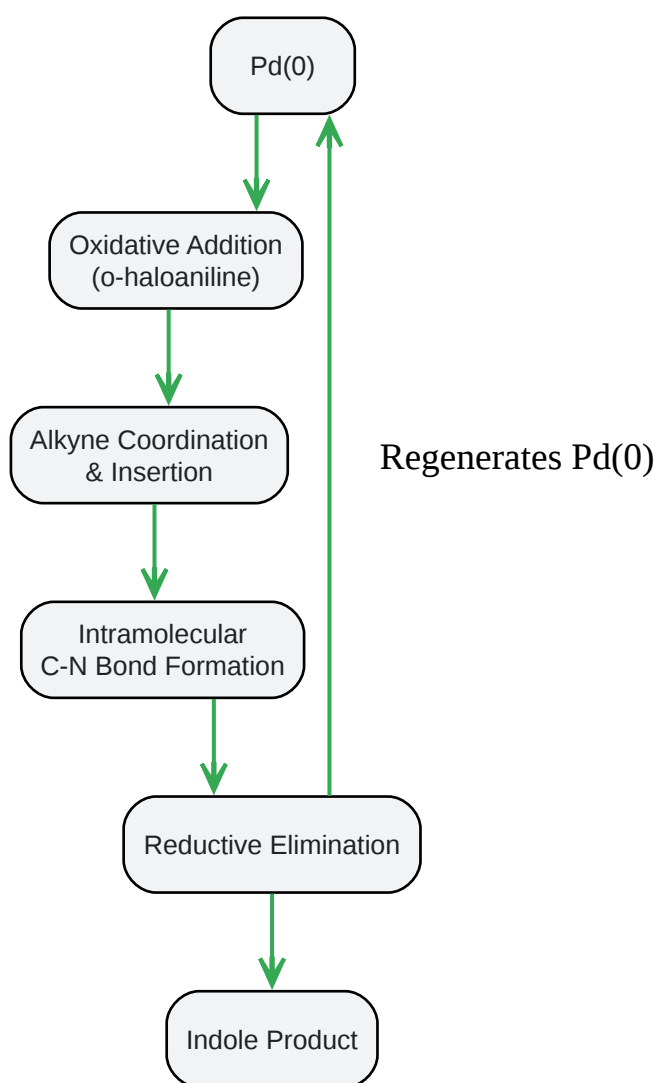 Pd(0)
Oxidative Addition
(o-haloaniline)
Alkyne Coordination
& Insertion
Regenerates Pd(0)
Intramolecular
C-N Bond Formation
Reductive Elimination
Indole Product